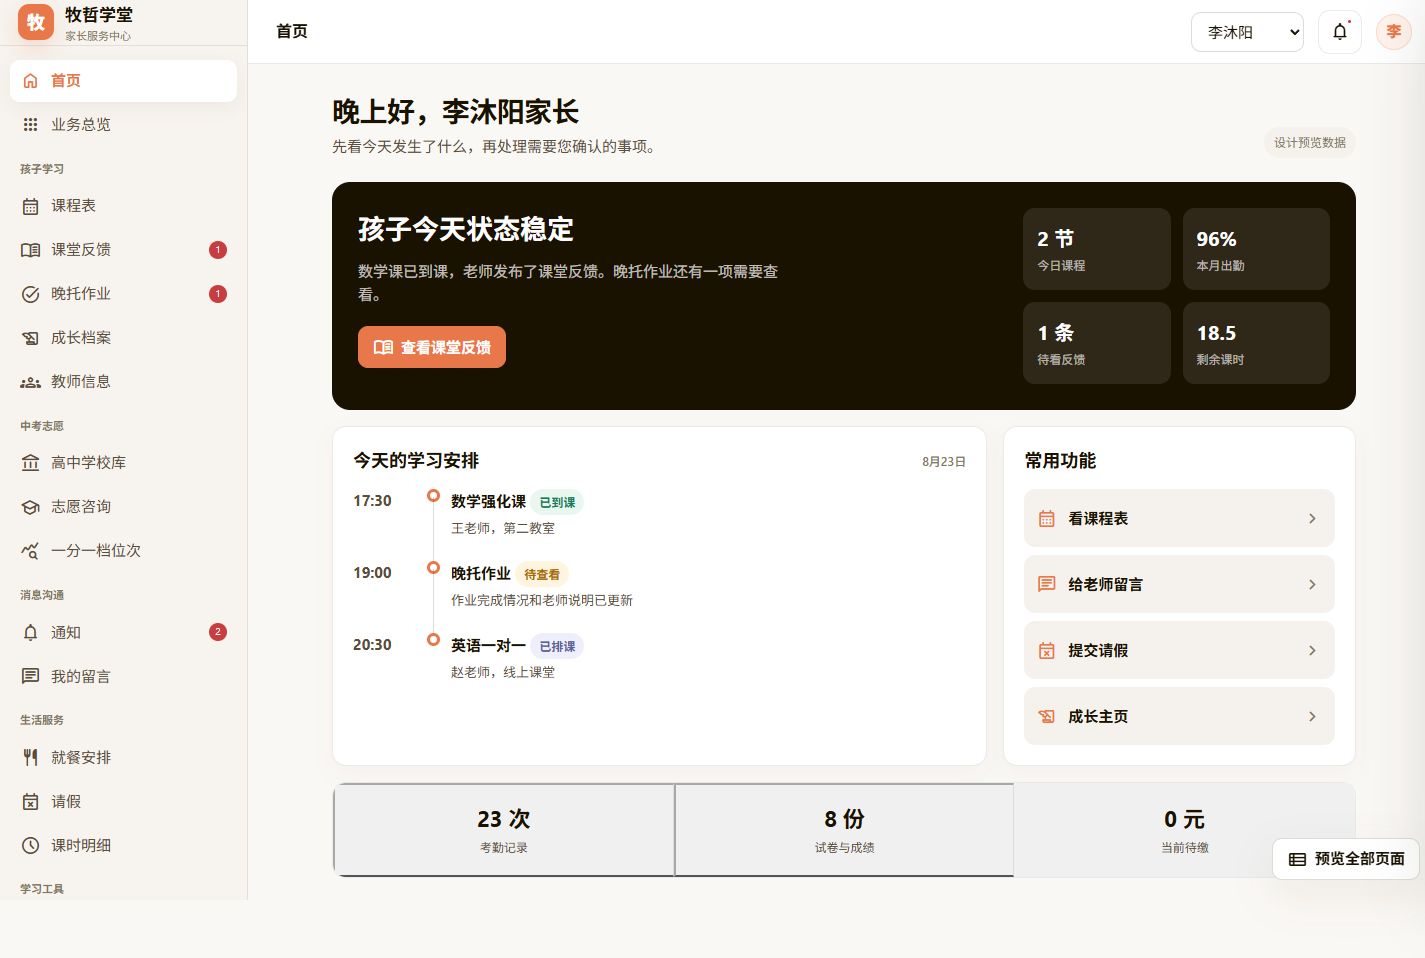 牧
牧哲学堂
家长服务中心
首页
业务总览
孩子学习
课程表
课堂反馈
1
晚托作业
1
成长档案
教师信息
中考志愿
高中学校库
志愿咨询
一分一档位次
消息沟通
通知
2
我的留言
生活服务
就餐安排
请假
课时明细
学习工具
首页
李沐阳
李
晚上好，李沐阳家长
先看今天发生了什么，再处理需要您确认的事项。
设计预览数据
孩子今天状态稳定
数学课已到课，老师发布了课堂反馈。晚托作业还有一项需要查
看。
查看课堂反馈
2 节
今日课程
96%
本月出勤
1 条
待看反馈
18.5
剩余课时
今天的学习安排
8月23日
17:30
数学强化课 已到课
王老师，第二教室
19:00
晚托作业 待查看
作业完成情况和老师说明已更新
20:30
英语一对一 已排课
赵老师，线上课堂
常用功能
看课程表
给老师留言
提交请假
成长主页
23 次
考勤记录
8 份
试卷与成绩
0 元
当前待缴
预览全部页面